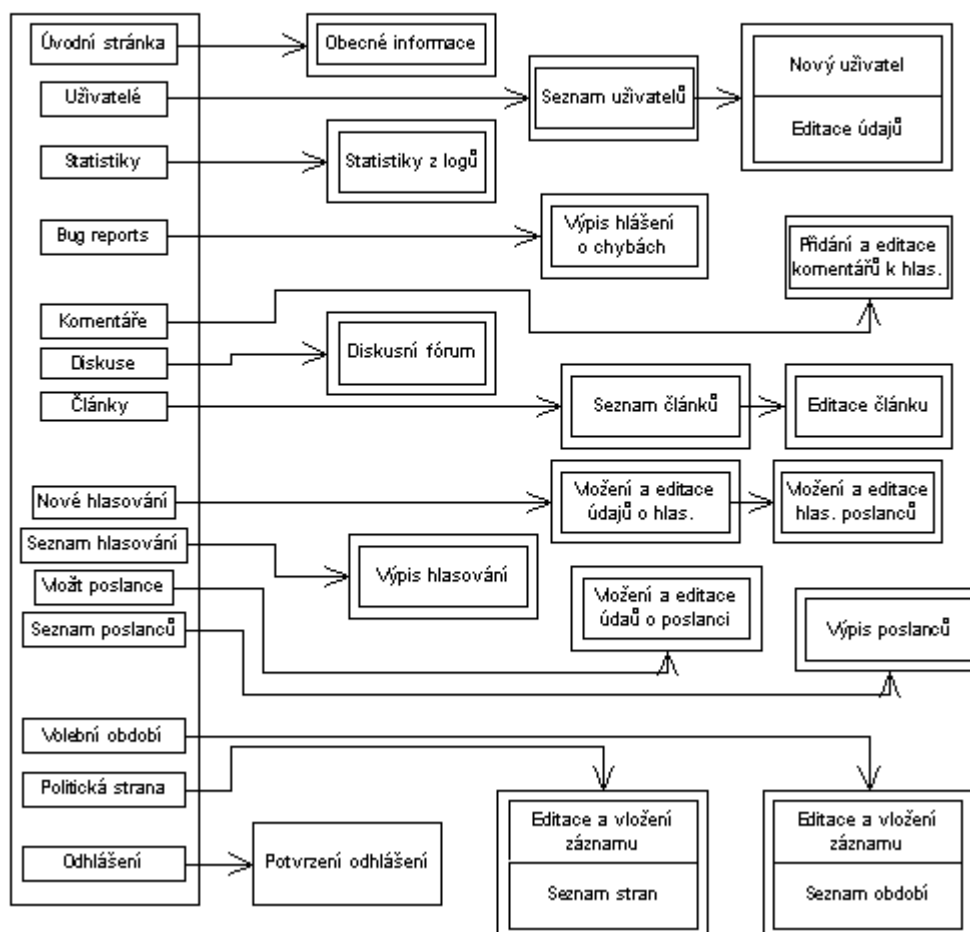 Úvodní stránka
Obecné informace
Nový uživatel
Uživatelé
Seznam uživatelů
Editace údajů
Statistiky
Statistiky z logů
Bug reports
Výpis hlášení
o chybách
Přidání a editace
komentářů k hlas.
Komentáře
Diskuse
Diskusní fórum
Články
Seznam článků
Editace článku
Nové hlasování
Vložení a editace
údajů o hlas.
Vložení a editace
hlas. poslanců
Seznam hlasování
Výpis hlasování
Vložit poslance
Vložení a editace
údaů o poslanci
Seznam poslanců
Výpis poslanců
Volební období
Politická strana
Editace a vložení
záznamu
Seznam stran
Editace a vložení
záznamu
Seznam období
Odhlášení
Potvrzení odhlášení